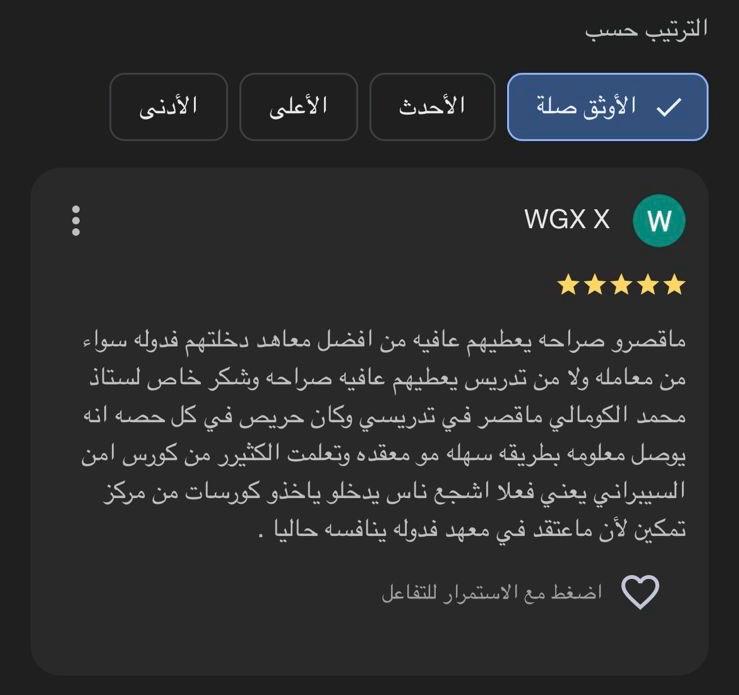 الترتيب حسب
الأوثق صلة
الأحدث
الأعلى
الأدنى
W
WGX X
ماقصرو صراحه يعطيهم عافيه من افضل معاهد دخلتهم فدوله سواء
من معامله ولا من تدريس يعطيهم عافيه صراحه وشكر خاص لستاذ
محمد الكومالي ماقصر في تدريسي وكان حريص في كل حصه انه
يوصل معلومه بطريقه سهله مو معقده وتعلمت الكثيرر من كورس امن
السيبراني يعني فعلا اشجع ناس يدخلو ياخذو كورسات من مركز
تمكين لأن ماعتقد في معهد فدوله ينافسه حاليا .
اضغط مع الاستمرار للتفاعل